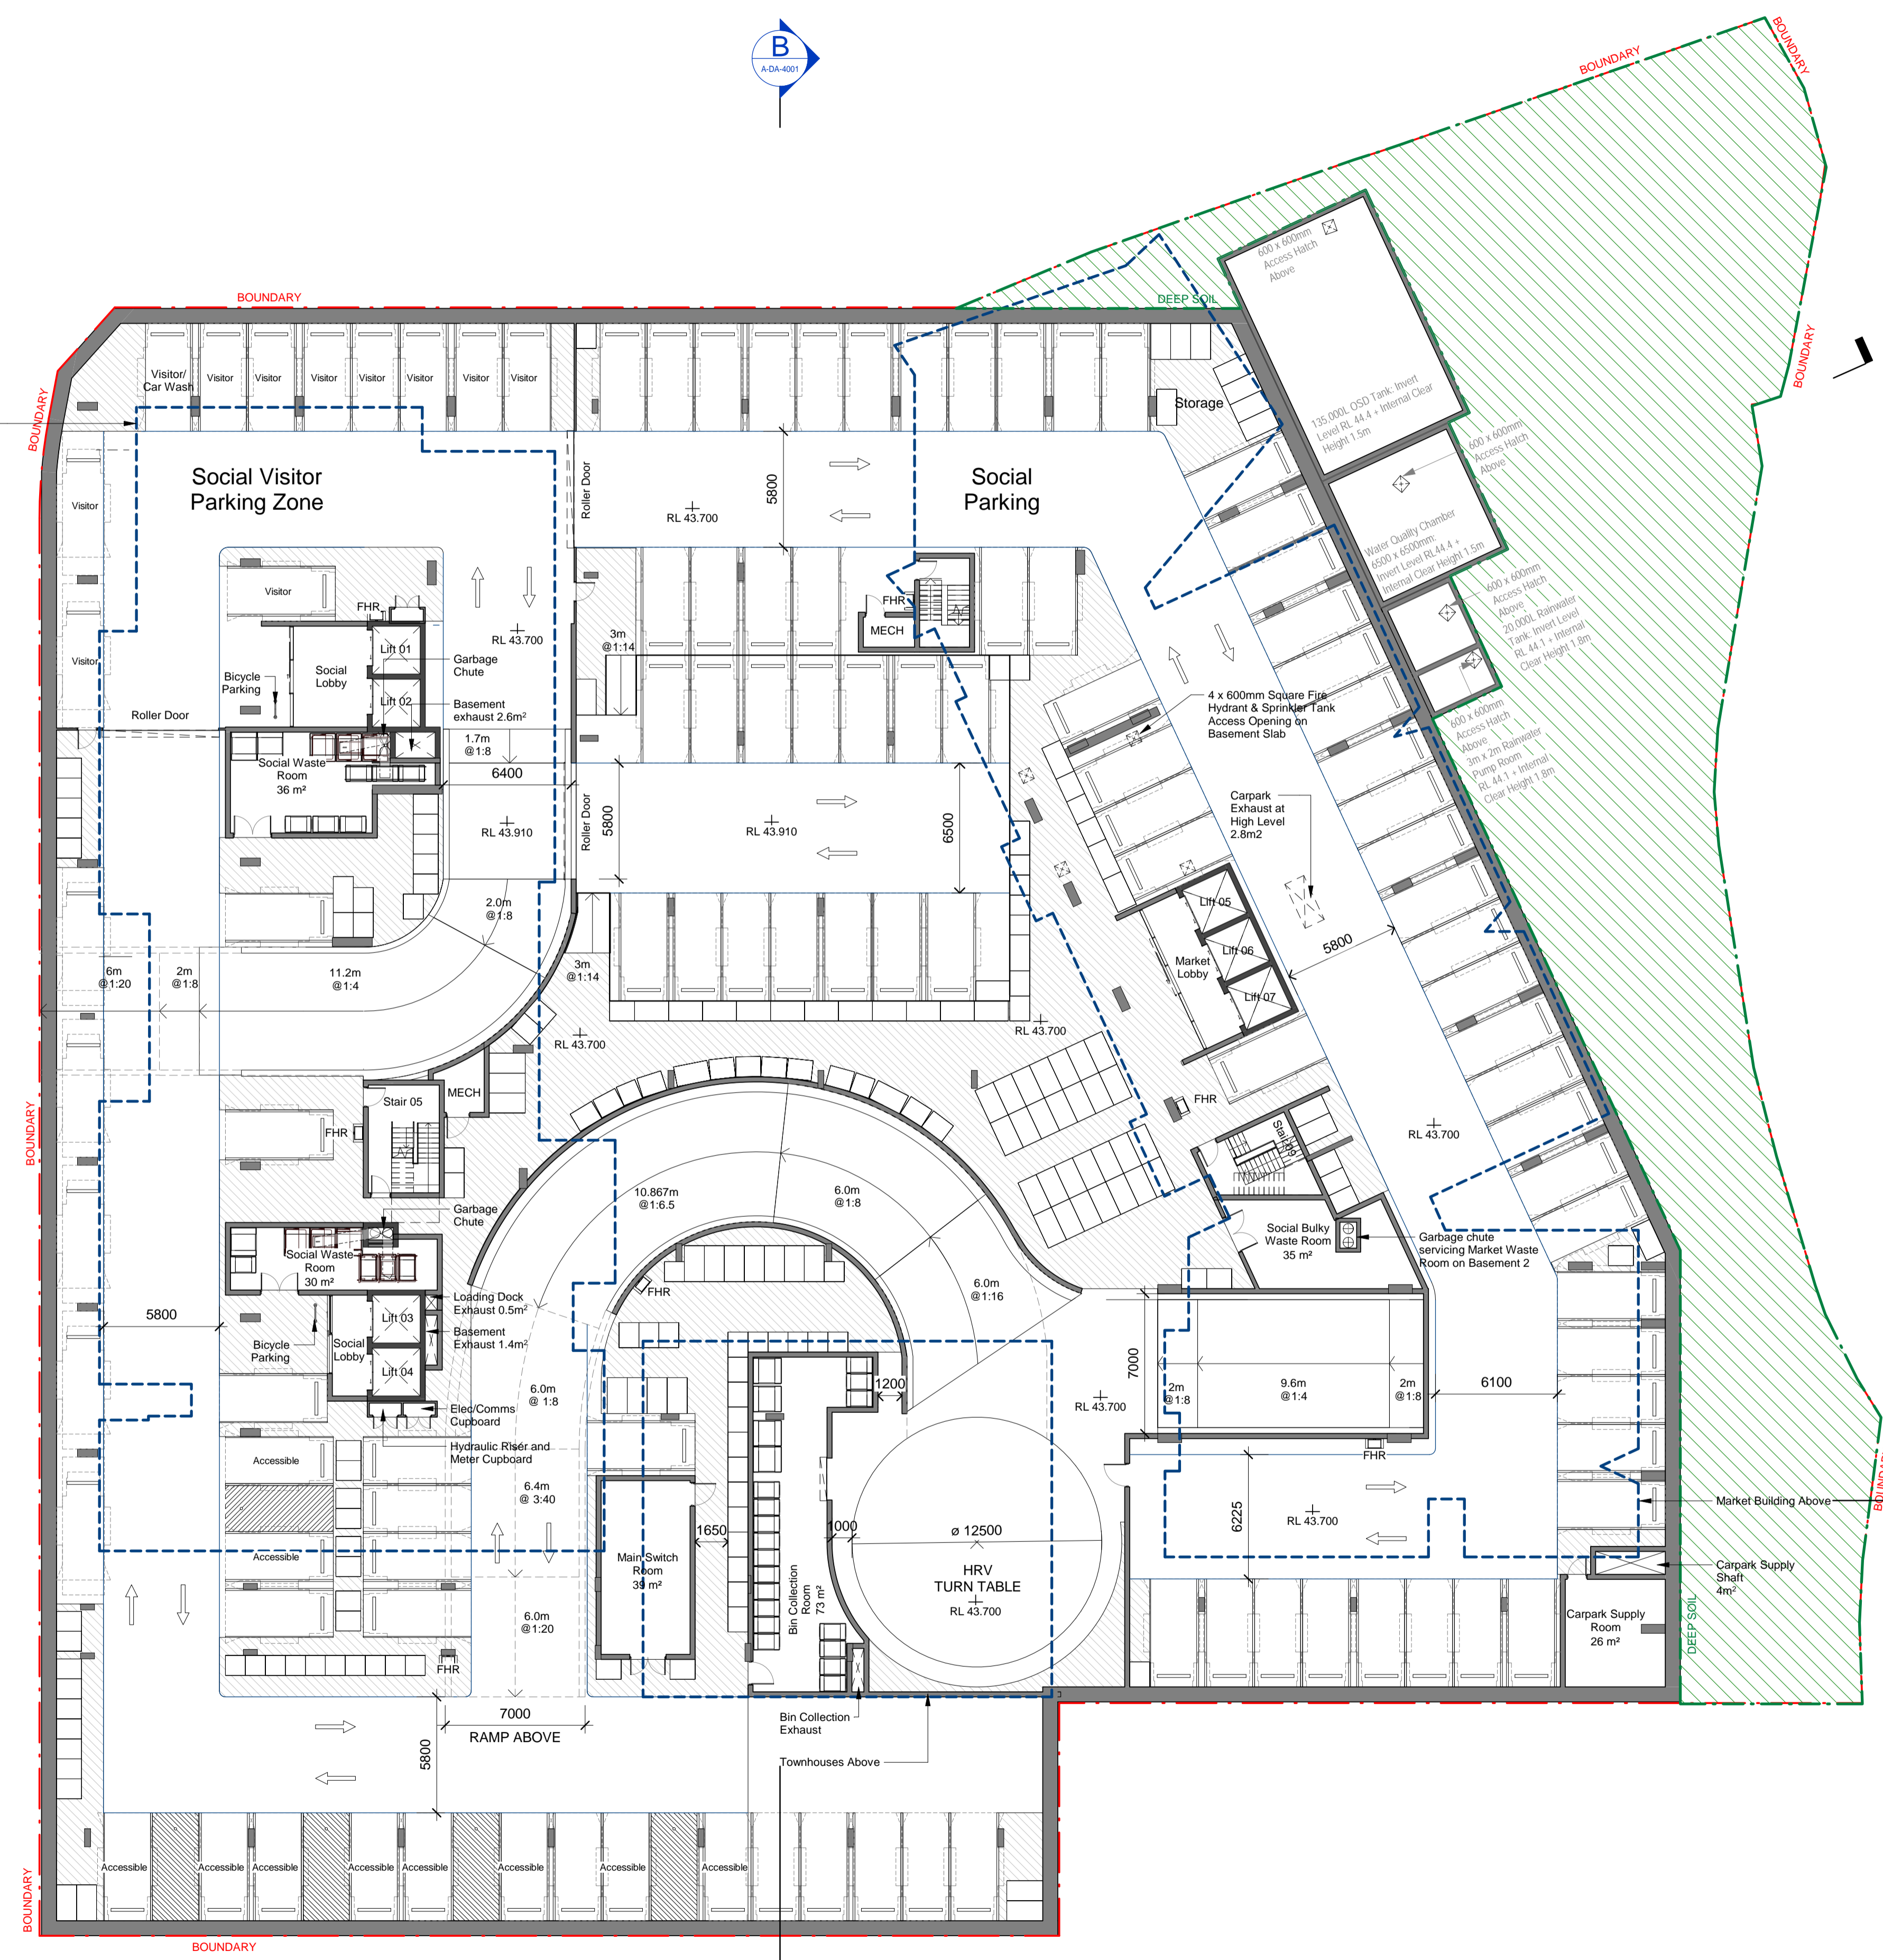 B
A-DA-4001
BOUNDARY
BOUNDARY
BOUNDARY
BOUNDARY
DEEP SOIL
600 x 600mm
Access Hatch
Above
135,000L OSD Tank: Invert
Level RL 44.4 + Internal Clear
Height 1.5m
600 x 600mm
Access Hatch
Above
Water Quality Chamber
6500 x 6500mm:
Invert Level RL44.4 +
Internal Clear Height 1.5m
600 x 600mm
Access Hatch
Above
20,000L Rainwater
Tank: Invert Level
RL 44.1 + Internal
Clear Height 1.8m
600 x 600mm
Access Hatch
Above
3m x 2m Rainwater
Pump Room
RL 44.1 + Internal
Clear Height 1.8m
BOUNDARY
Visitor/
Car Wash
Visitor
Visitor
Visitor
Visitor
Visitor
Visitor
Visitor
Storage
Social Visitor
Parking Zone
Roller Door
5800
Social
Parking
Visitor
RL 43.700
Visitor
FHR
RL 43.700
FHR
MECH
3m
@1:14
Visitor
Lift 01
Social
Lobby
Garbage
Chute
Bicycle
Parking
Lift 02
Basement
exhaust 2.6m²
Roller Door
4 x 600mm Square Fire
Hydrant & Sprinkler Tank
Access Opening on
Basement Slab
1.7m
@1:8
Social Waste
Room
36 m²
6400
Roller Door
5800
6500
RL 43.910
RL 43.910
Carpark
Exhaust at
High Level
2.8m2
2.0m
@1:8
Lift 05
Lift 06
Lift 07
Market
Lobby
5800
6m
@1:20
2m
@1:8
11.2m
@1:4
3m
@1:14
RL 43.700
RL 43.700
MECH
Stair 05
FHR
FHR
Stair 09
RL 43.700
BOUNDARY
10.867m
@1:6.5
6.0m
@1:8
Garbage
Chute
Social Waste
Room
30 m²
Social Bulky
Waste Room
35 m²
Garbage chute
servicing Market Waste
Room on Basement 2
6.0m
@1:16
FHR
Loading Dock
Exhaust 0.5m²
5800
Lift 03
Basement
Exhaust 1.4m²
Bicycle
Parking
Social
Lobby
Lift 04
7000
1200
2m
@1:8
9.6m
@1:4
2m
@1:8
6100
6.0m
@ 1:8
RL 43.700
Elec/Comms
Cupboard
Hydraulic Riser and
Meter Cupboard
FHR
Accessible
6.4m
@ 3:40
Market Building Above
BOUNDARY
6225
RL 43.700
1650
1000
ø 12500
Accessible
Main Switch
Room
39 m²
HRV
TURN TABLE
RL 43.700
Bin Collection
Room
73 m²
Carpark Supply
Shaft
4m²
6.0m
@1:20
Carpark Supply
Room
26 m²
DEEP SOIL
FHR
7000
RAMP ABOVE
Bin Collection
Exhaust
5800
Townhouses Above
Accessible
Accessible
Accessible
Accessible
Accessible
Accessible
Accessible
Accessible
BOUNDARY
BOUNDARY